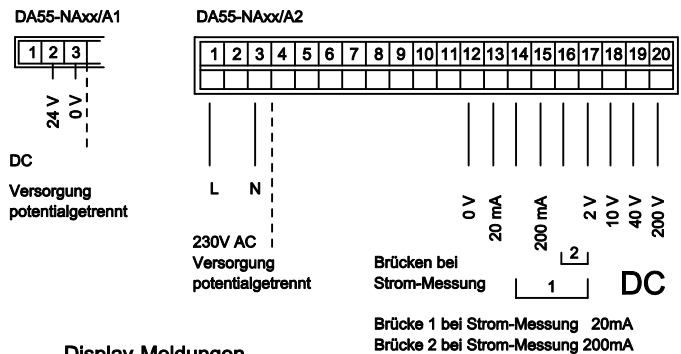 DA55-NAxx/A1
DA55-NAxx/A2
1 2 3
1 2 3 4 5 6 7 8 9 10 11 12 13 14 15 16 17 18 19 20
24 V
0 V
DC
Versorgung
potentialgetrennt
L N
230V AC
Versorgung
potentialgetrennt
0 V
20 mA
200 mA
2 V
10 V
40 V
200 V
Brücken bei
Strom-Messung
2
1
DC
Brücke 1 bei Strom-Messung 20mA
Brücke 2 bei Strom-Messung 200mA
Display Meldungen